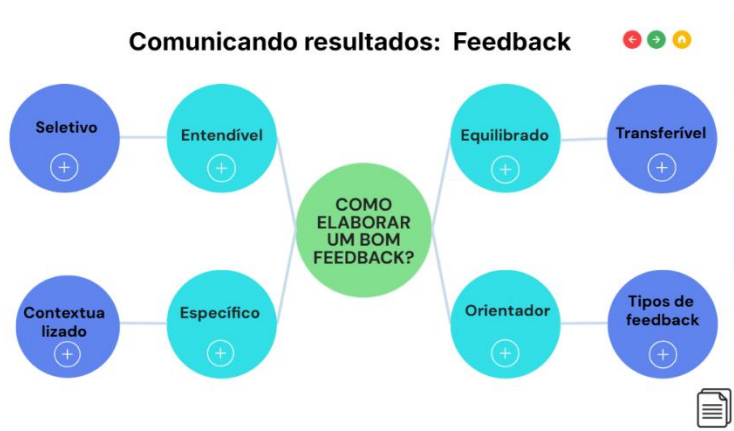 Comunicando resultados: Feedback
Seletivo
Entendível
Equilibrado
Transferível
COMO
ELABORAR
UM BOM
FEEDBACK?
Contextua
lizado
Específico
Orientador
Tipos de
feedback